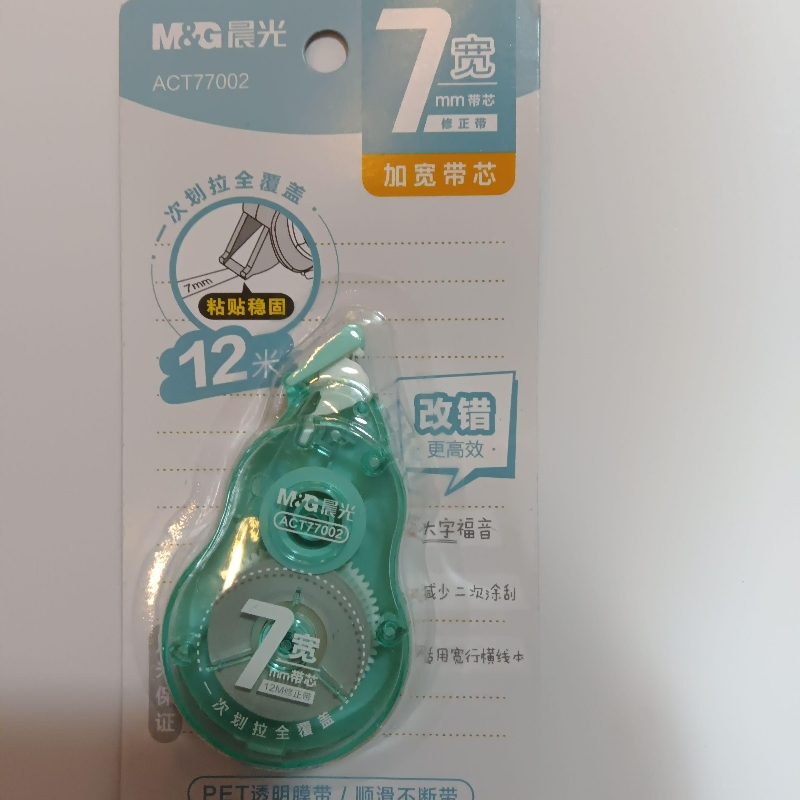 M&G晨光
ACT77002
7宽
mm带芯
修正带
加宽带芯
一次划拉全覆盖
7mm
粘贴稳固
12米
改错
更高效
大字福音
减少二次涂刮
用宽行横线本
M&G晨光
ACT77002
7宽
mm带芯
12M修正带
一次划拉全覆盖
保证
PET透明膜带/顺滑不断带